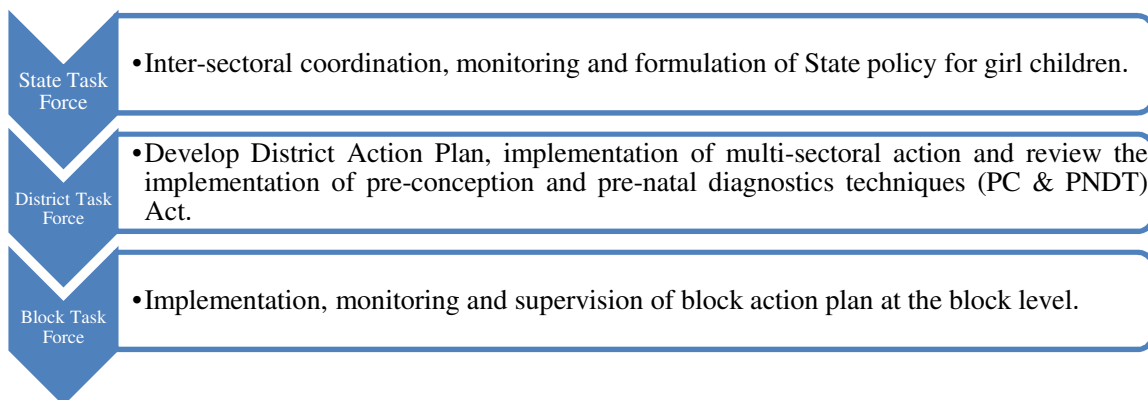 State Task
Force
•Inter-sectoral coordination, monitoring and formulation of State policy for girl children.
District Task
Force
•Develop District Action Plan, implementation of multi-sectoral action and review the
implementation of pre-conception and pre-natal diagnostics techniques (PC & PNDT)
Act.
Block Task
Force
•Implementation, monitoring and supervision of block action plan at the block level.